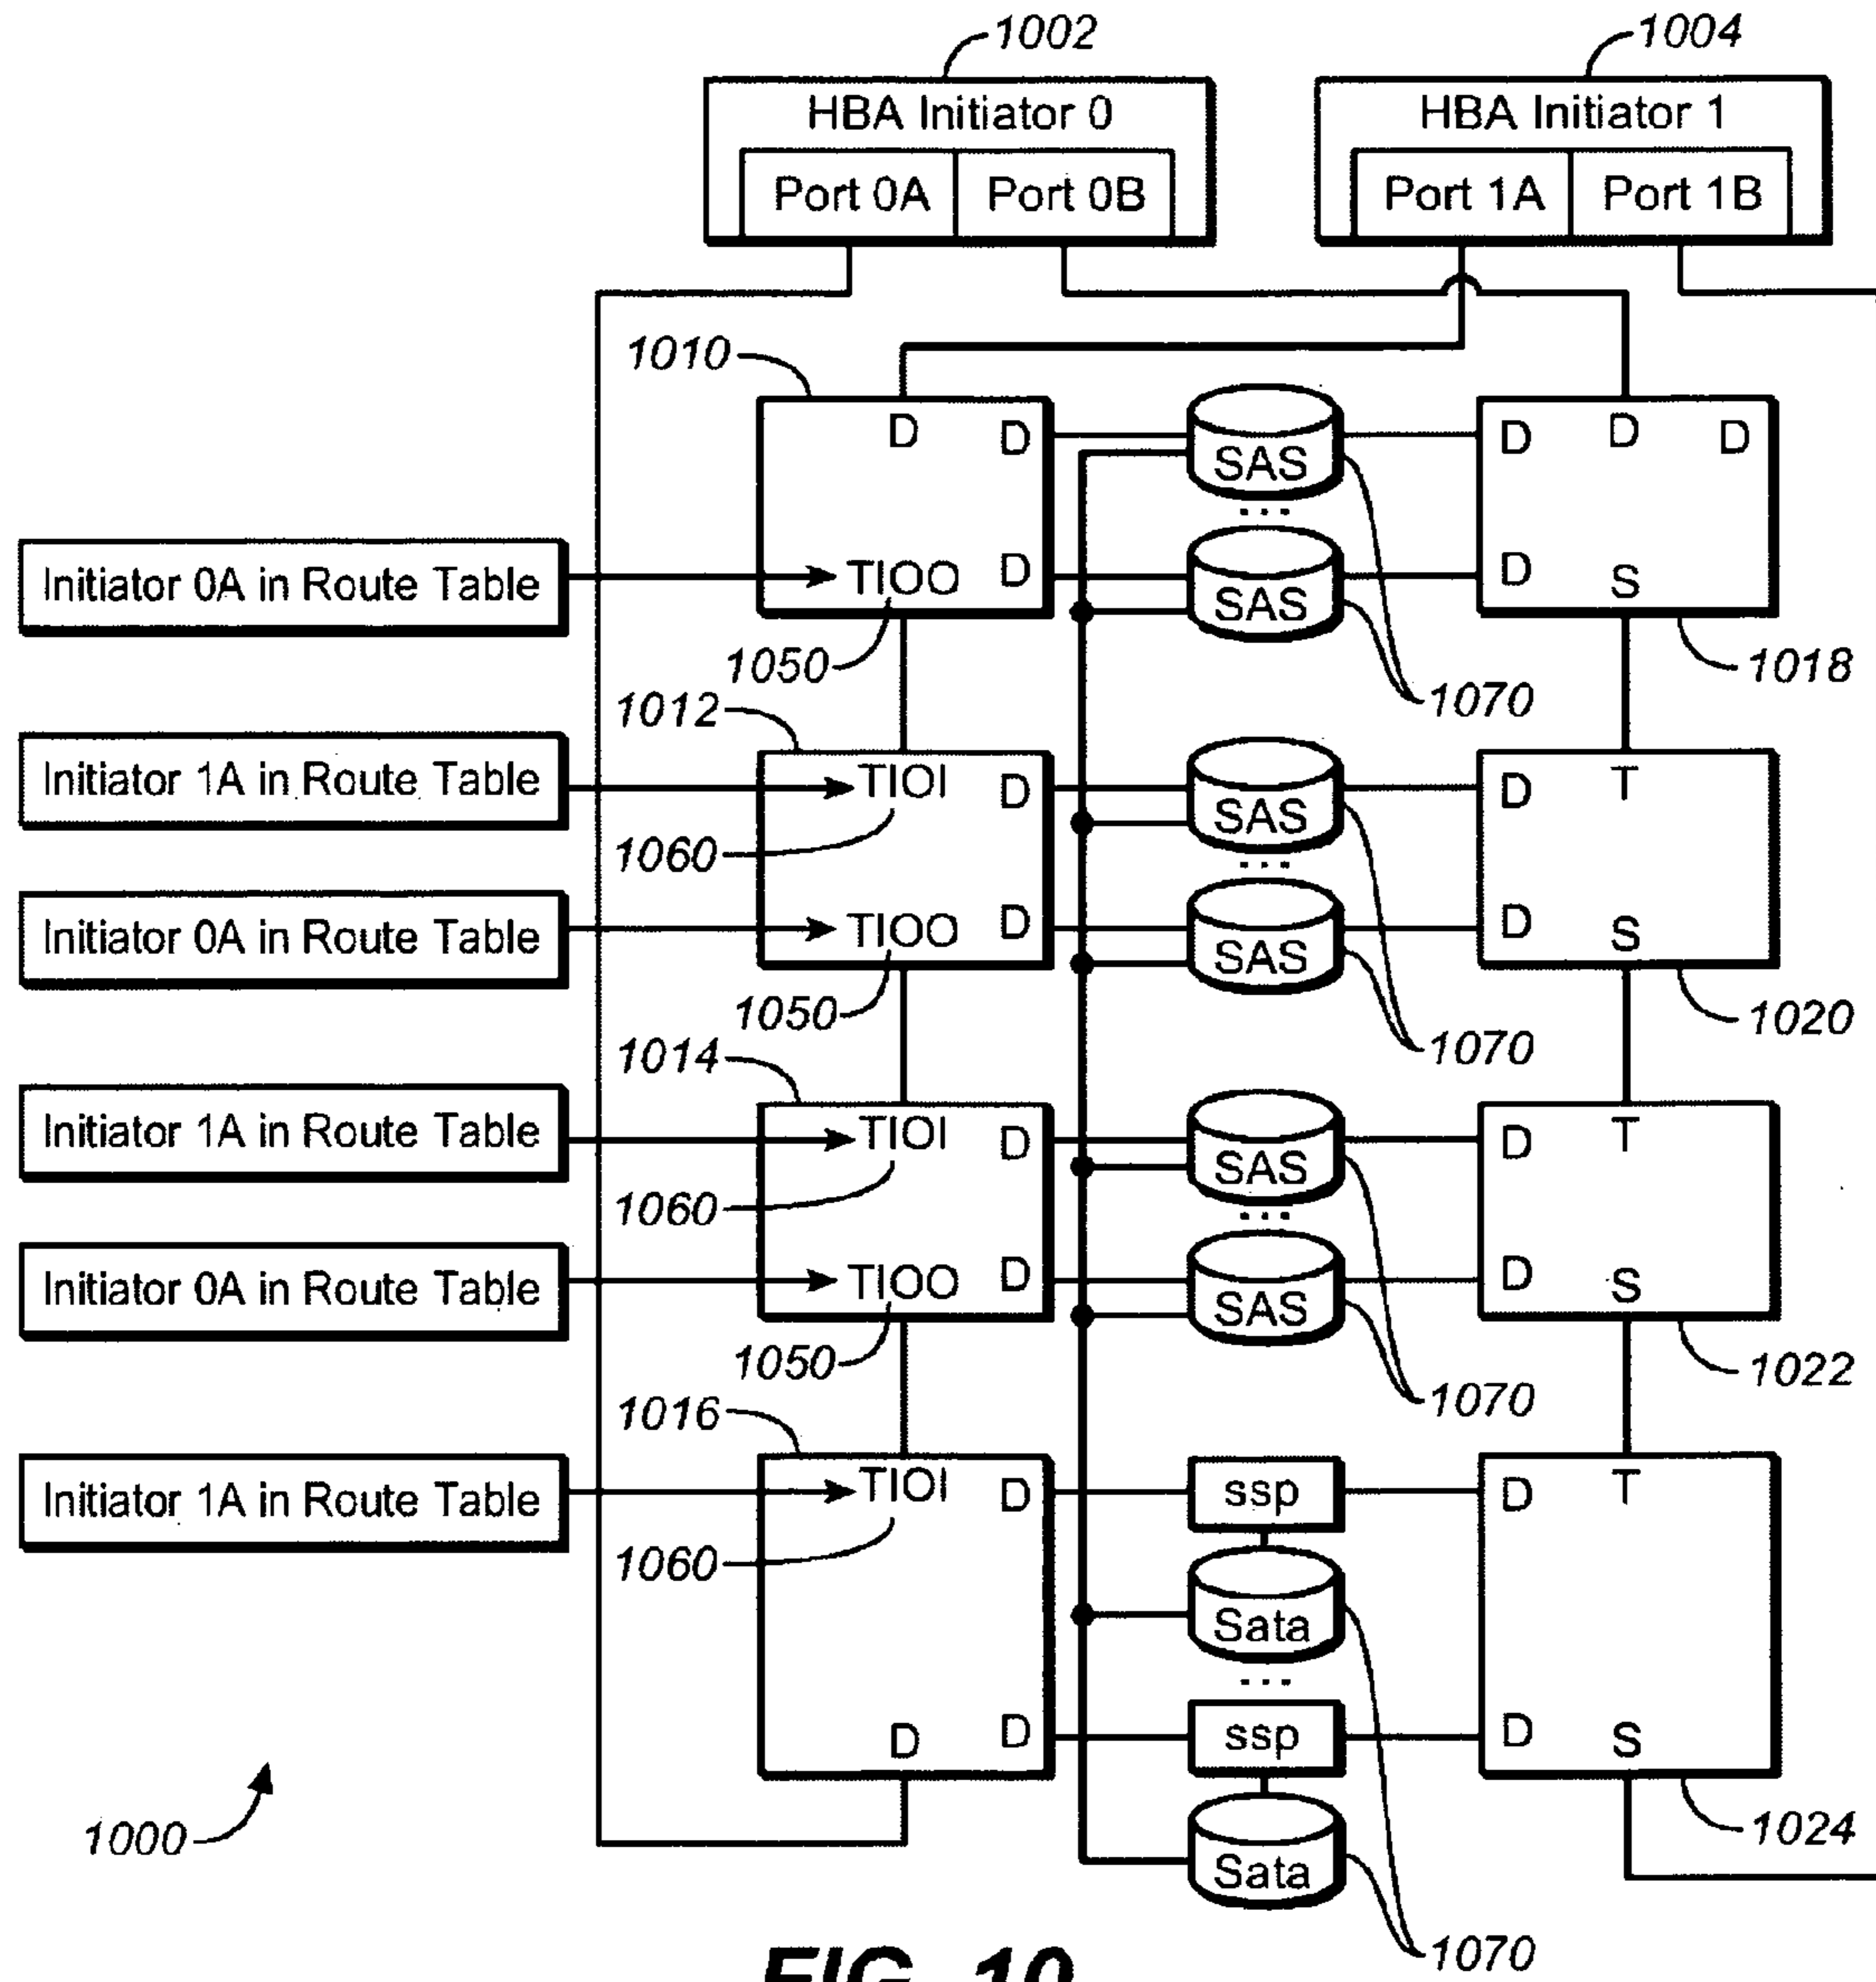 1002
1004
HBA Initiator 0
HBA Initiator 1
Port 0A
Port 0B
Port 1A
Port 1B
1010
D
D
SAS
D
D
D
...
Initiator 0A in Route Table
TIOO
D
SAS
D
S
1050
1018
1070
1012
Initiator 1A in Route Table
TIOI
D
SAS
D
T
1060
...
Initiator 0A in Route Table
TIOO
D
SAS
D
S
1050
1020
1070
1014
Initiator 1A in Route Table
TIOI
D
SAS
D
T
1060
...
Initiator 0A in Route Table
TIOO
D
SAS
D
S
1050
1022
1070
1016
Initiator 1A in Route Table
TIOI
D
ssp
D
T
1060
Sata
...
D
D
ssp
D
S
1000
Sata
1024
1070
FIG. 10